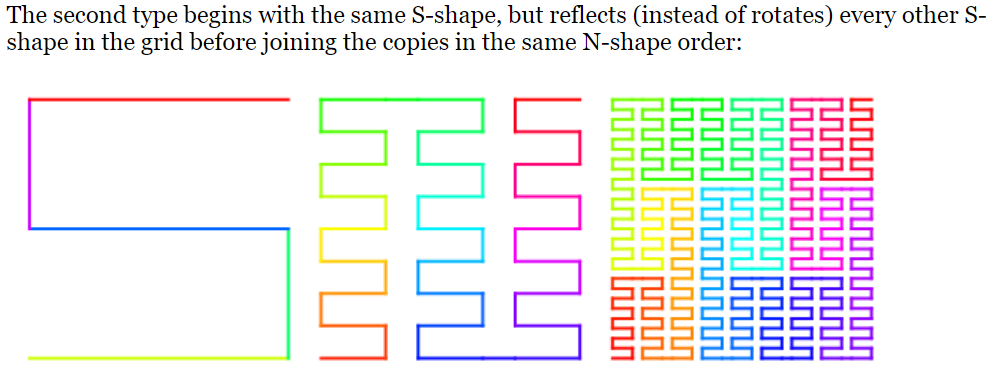 The second type begins with the same S-shape, but reflects (instead of rotates) every other S-
shape in the grid before joining the copies in the same N-shape order: